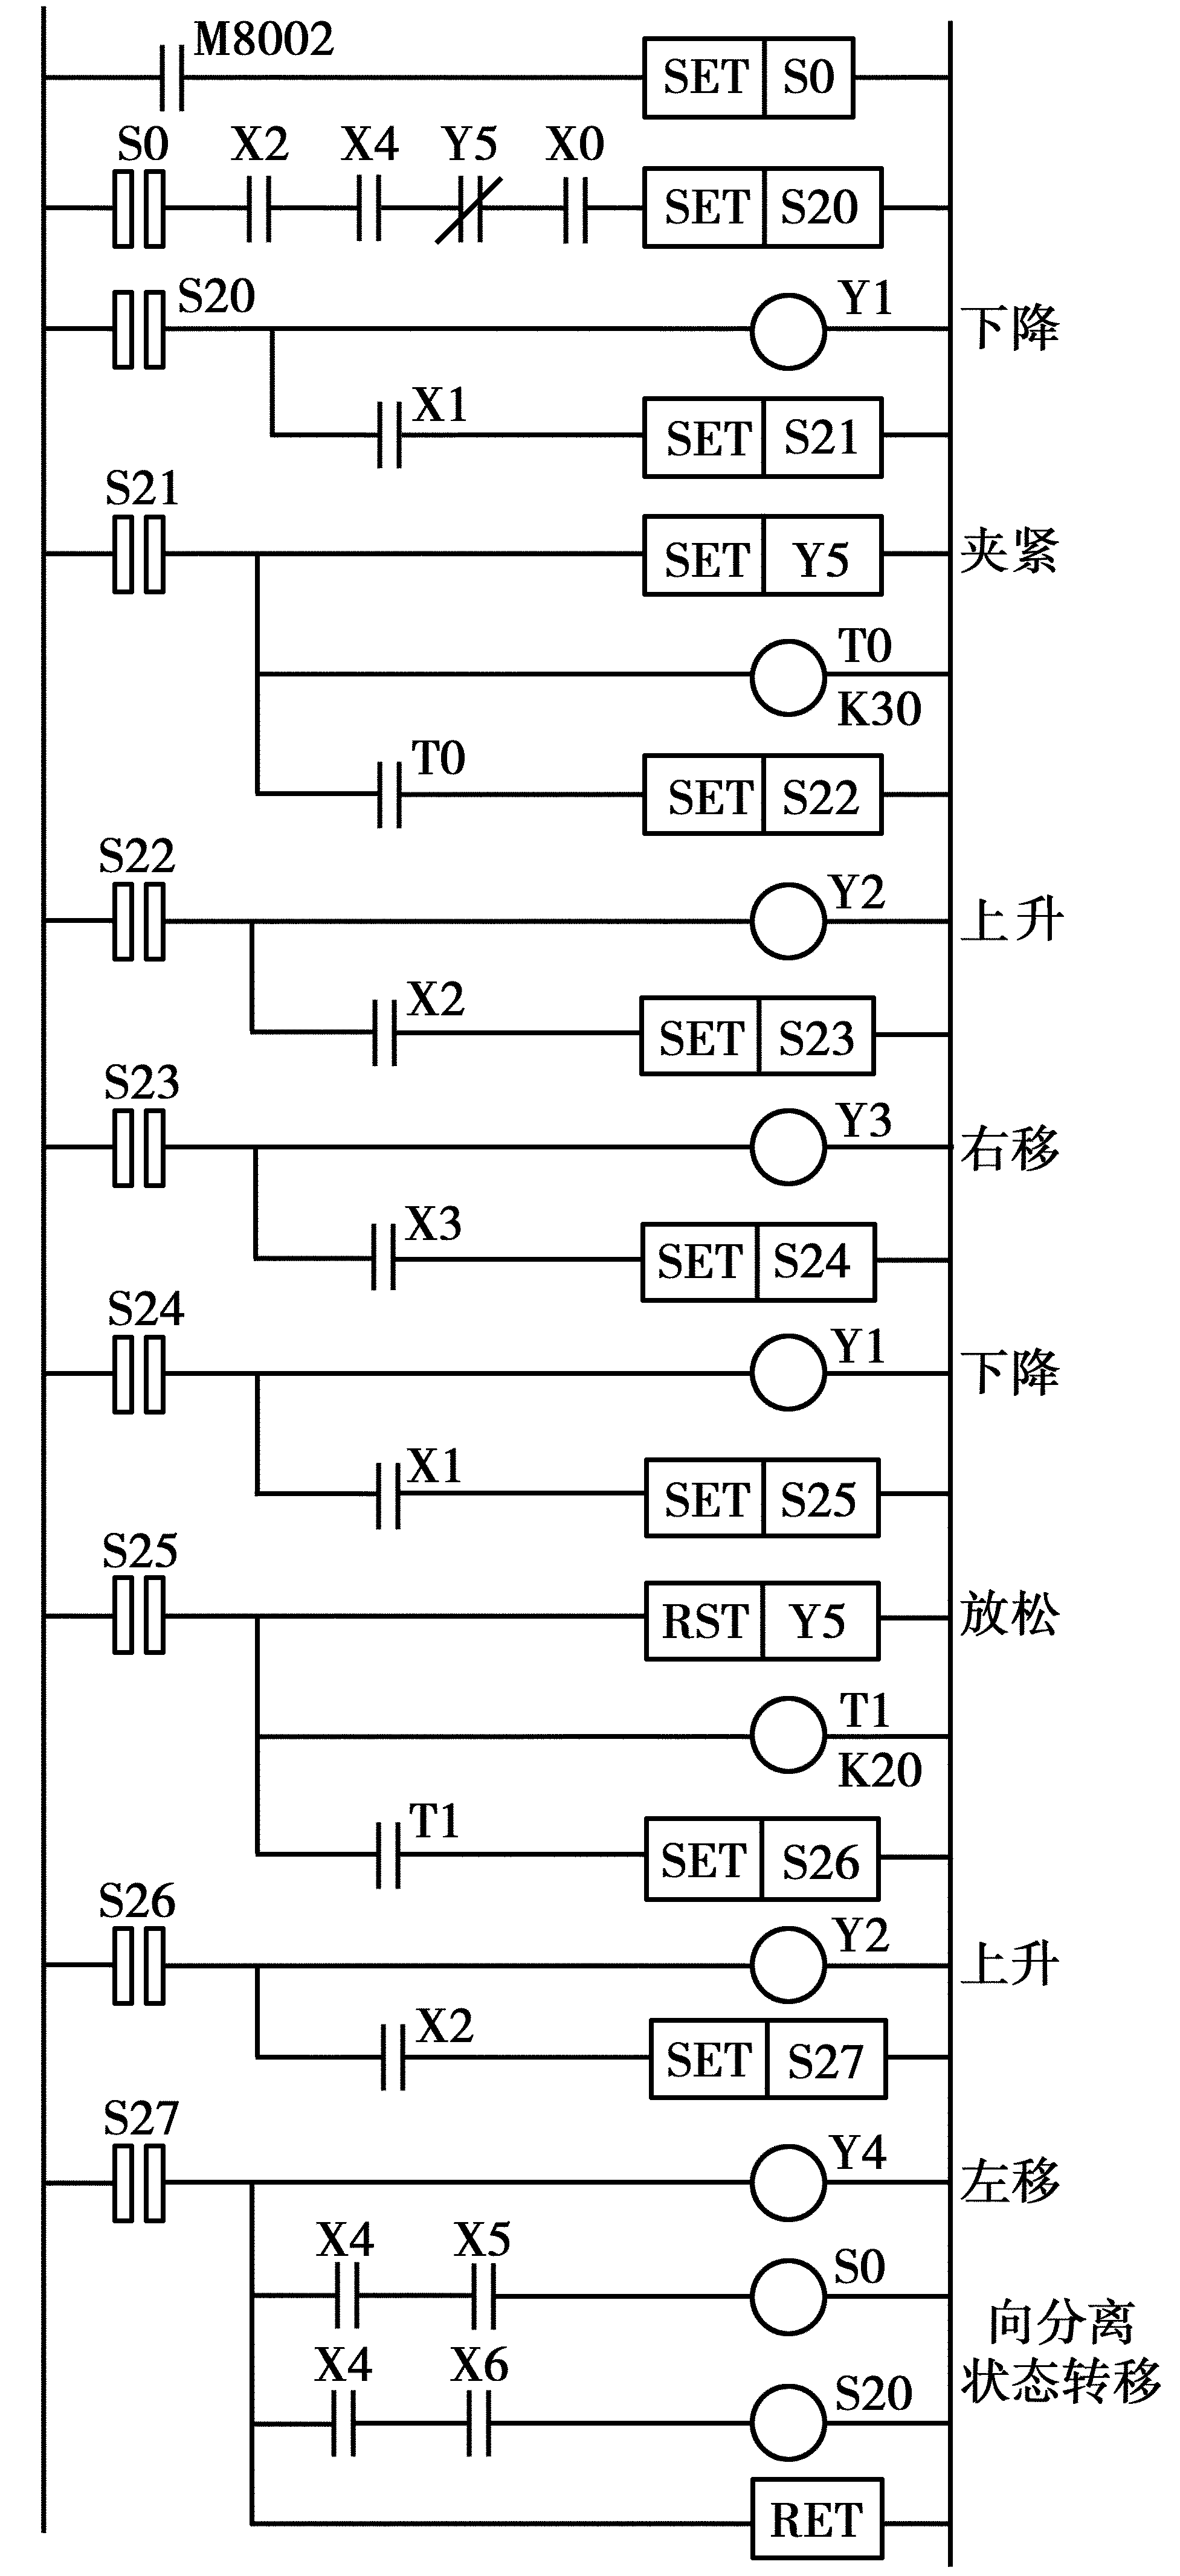 M8002
SET S0
S0 X2 X4 Y5 X0
SET S20
S20 Y1
下降
X1
SET S21
S21
SET Y5
夹紧
T0
K30
T0
SET S22
S22
Y2
上升
X2
SET S23
S23
Y3
右移
X3
SET S24
S24
Y1
下降
X1
SET S25
S25
RST Y5
放松
T1
K20
T1
SET S26
S26
Y2
上升
X2
SET S27
S27
Y4
左移
X4 X5 S0
向分离
状态转移
X4 X6 S20
RET